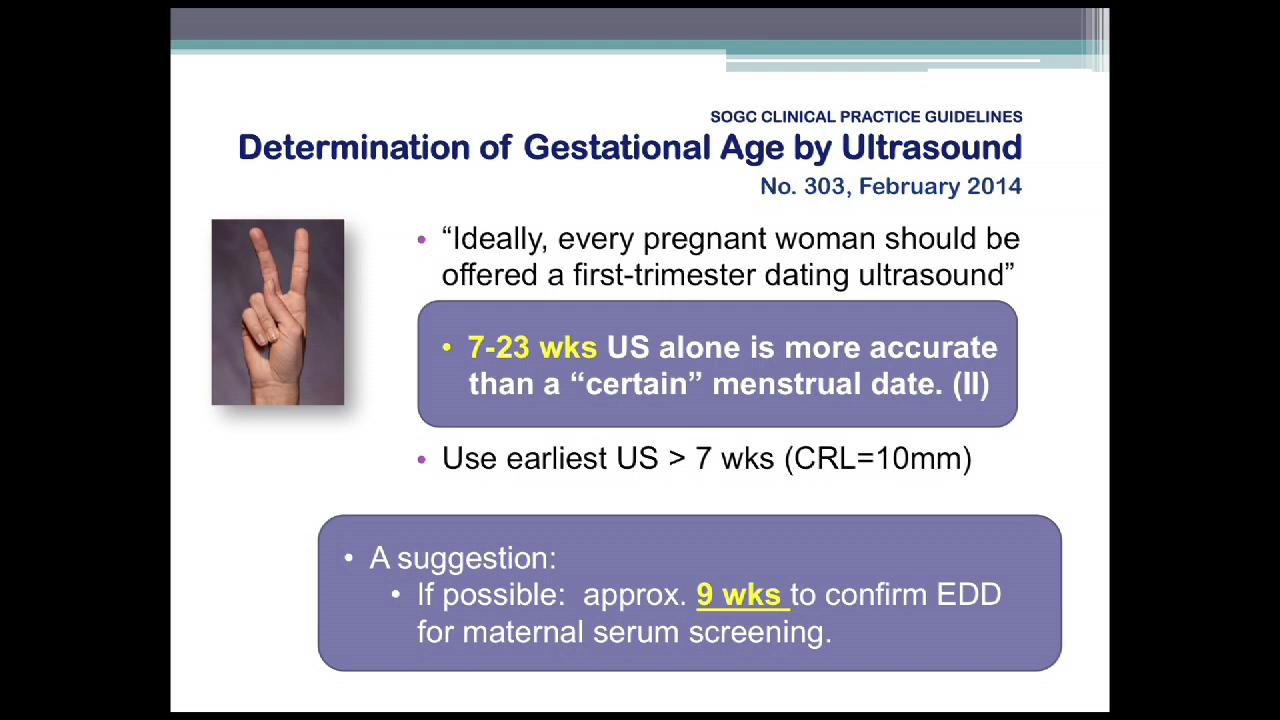 SOGC CLINICAL PRACTICE GUIDELINES
Determination of Gestational Age by Ultrasound
No. 303, February 2014
• “Ideally, every pregnant woman should be
offered a first-trimester dating ultrasound”
• 7-23 wks US alone is more accurate
than a “certain” menstrual date. (II)
• Use earliest US > 7 wks (CRL=10mm)
• A suggestion:
• If possible: approx. 9 wks to confirm EDD
for maternal serum screening.